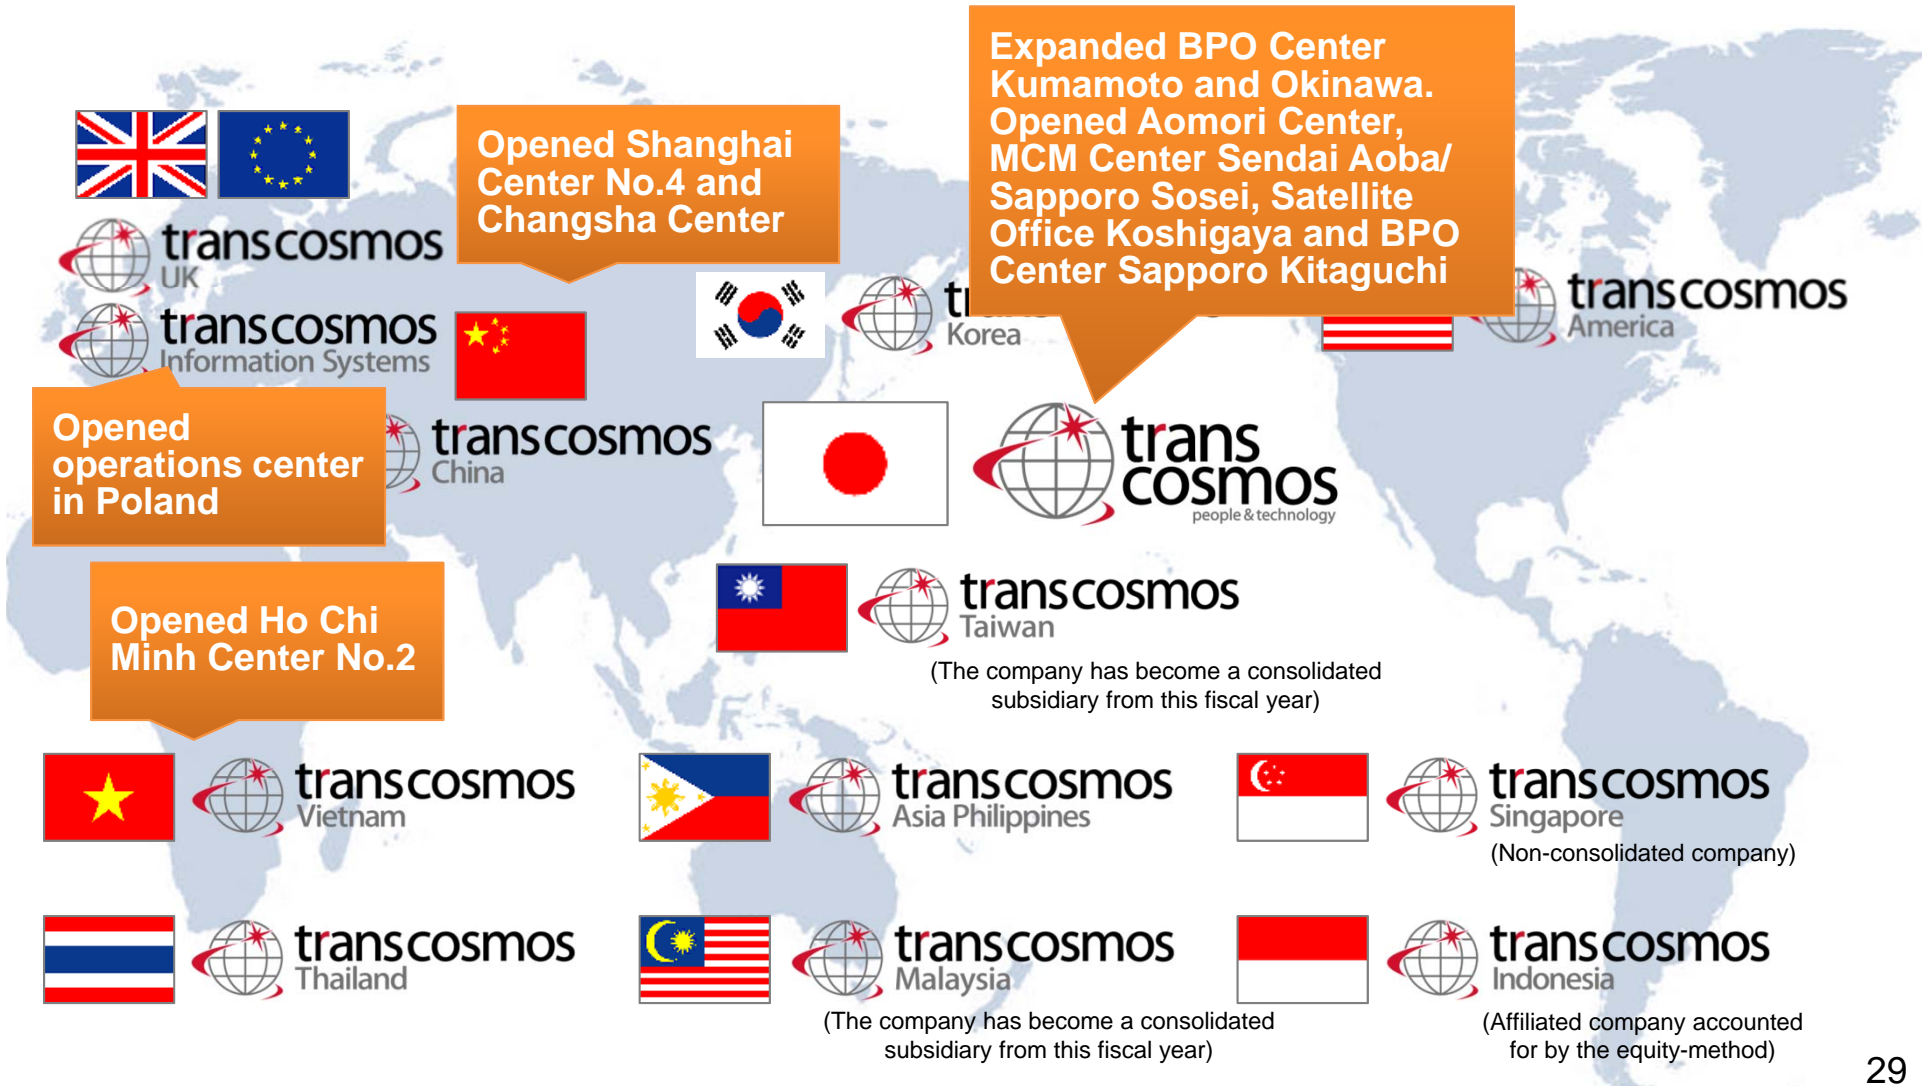 Expanded BPO Center
Kumamoto and Okinawa.
Opened Aomori Center,
MCM Center Sendai Aoba/
Sapporo Sosei, Satellite
Office Koshigaya and BPO
Center Sapporo Kitaguchi
Opened Shanghai
Center No.4 and
Changsha Center
transcosmos
UK
transcosmos
Information Systems
Korea
transcosmos
America
Opened
operations center
in Poland
transcosmos
China
trans
cosmos
people & technology
Opened Ho Chi
Minh Center No.2
transcosmos
Taiwan
(The company has become a consolidated
subsidiary from this fiscal year)
transcosmos
Vietnam
transcosmos
Asia Philippines
transcosmos
Singapore
(Non-consolidated company)
transcosmos
Thailand
transcosmos
Malaysia
(The company has become a consolidated
subsidiary from this fiscal year)
transcosmos
Indonesia
(Affiliated company accounted
for by the equity-method)
29